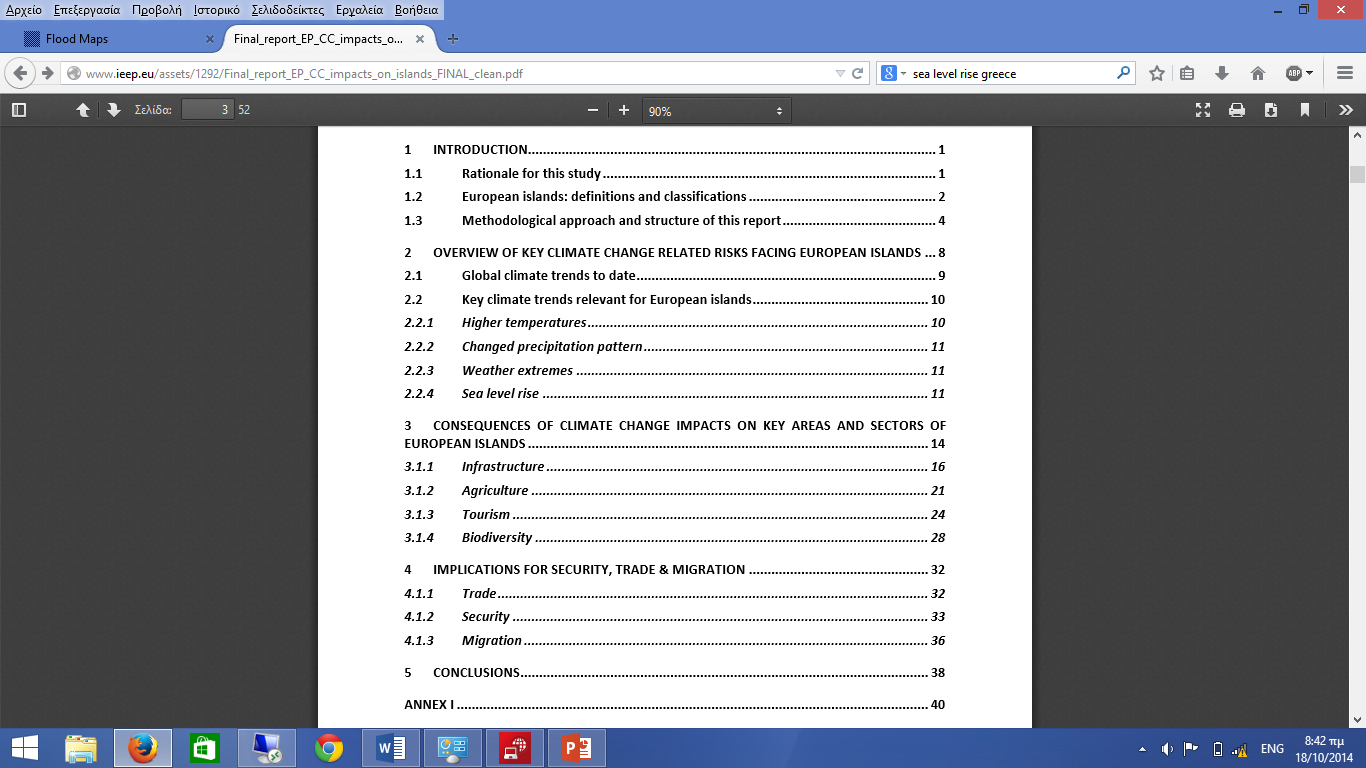 Αρχείο Επεξεργασία Προβολή Ιστορικό Σελιδοδείκτες Εργαλεία Βοήθεια
Flood Maps
Final_report_EP_CC_impacts_o...
www.ieep.eu/assets/1292/Final_report_EP_CC_impacts_on_islands_FINAL_clean.pdf
8
sea level rise greece
ABP
Σελίδα: 3 52
90%
1 INTRODUCTION.......... 1
1.1 Rationale for this study .......... 1
1.2 European islands: definitions and classifications .......... 2
1.3 Methodological approach and structure of this report .......... 4
2 OVERVIEW OF KEY CLIMATE CHANGE RELATED RISKS FACING EUROPEAN ISLANDS ... 8
2.1 Global climate trends to date .......... 9
2.2 Key climate trends relevant for European islands .......... 10
2.2.1 Higher temperatures .......... 10
2.2.2 Changed precipitation pattern .......... 11
2.2.3 Weather extremes .......... 11
2.2.4 Sea level rise .......... 11
3 CONSEQUENCES OF CLIMATE CHANGE IMPACTS ON KEY AREAS AND SECTORS OF
EUROPEAN ISLANDS .......... 14
3.1.1 Infrastructure .......... 16
3.1.2 Agriculture .......... 21
3.1.3 Tourism .......... 24
3.1.4 Biodiversity .......... 28
4 IMPLICATIONS FOR SECURITY, TRADE & MIGRATION .......... 32
4.1.1 Trade .......... 32
4.1.2 Security .......... 33
4.1.3 Migration .......... 36
5 CONCLUSIONS .......... 38
ANNEX I .......... 40
ENG
8:42 πμ
18/10/2014